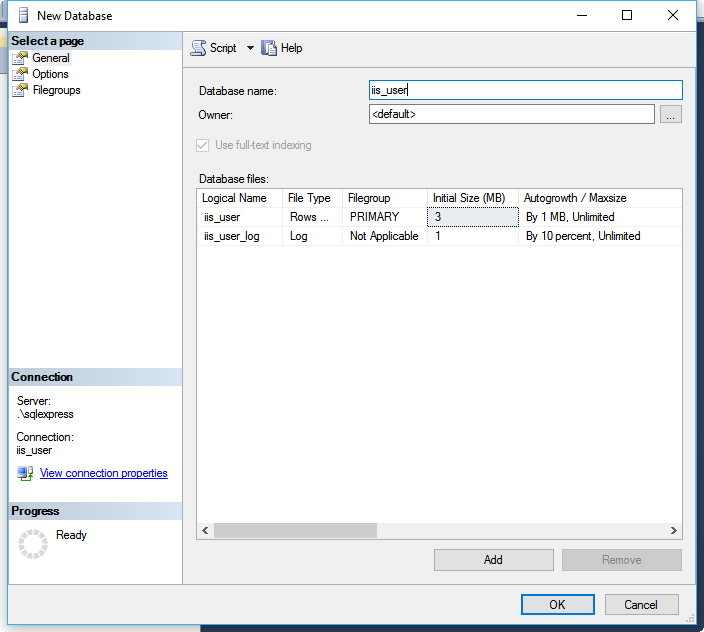 New Database
Select a page
General
Options
Filegroups
Script Help
Database name: iis_user
Owner: <default> ...
Use full-text indexing
Database files:
Logical Name File Type Filegroup Initial Size (MB) Autogrowth / Maxsize
iis_user Rows ... PRIMARY 3 By 1 MB, Unlimited
iis_user_log Log Not Applicable 1 By 10 percent, Unlimited
Connection
Server:
.\sqlexpress
Connection:
iis_user
View connection properties
Progress
Ready
Add Remove
OK Cancel